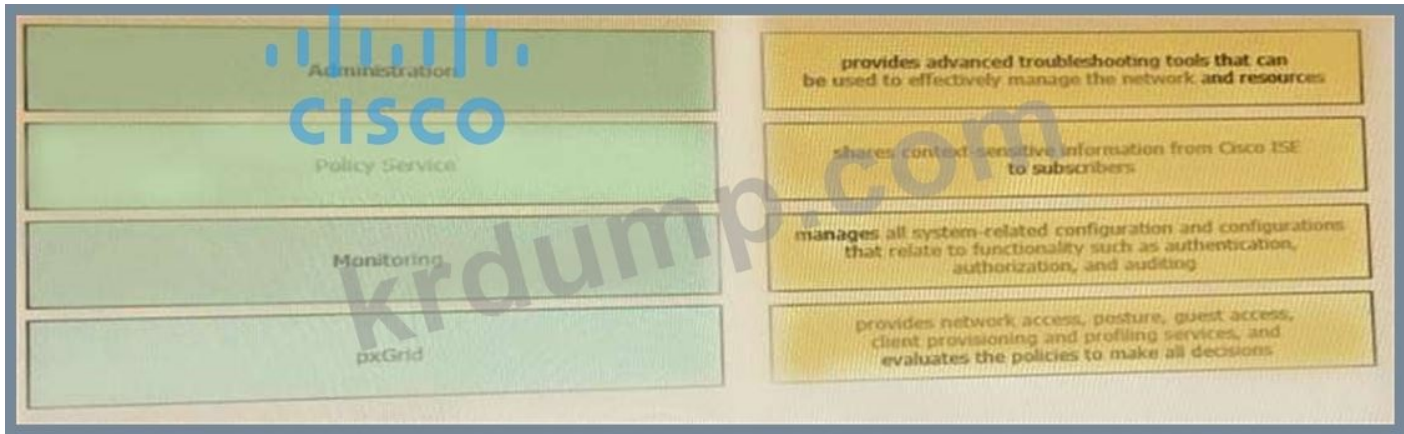 Administration
CISCO
Policy Service
Monitoring
pxGrid
provides advanced troubleshooting tools that can
be used to effectively manage the network and resources
shares context-sensitive information from Cisco ISE
to subscribers
manages all system-related configuration and configurations
that relate to functionality such as authentication,
authorization, and auditing
provides network access, posture, guest access,
client provisioning and profiling services, and
evaluates the policies to make all decisions
krdump.com